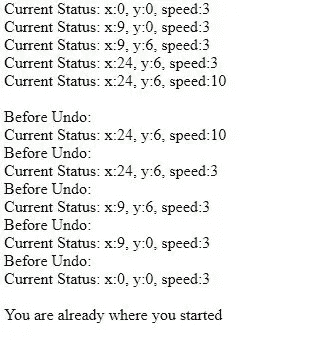 Current Status: x:0, y:0, speed:3
Current Status: x:9, y:0, speed:3
Current Status: x:9, y:6, speed:3
Current Status: x:24, y:6, speed:3
Current Status: x:24, y:6, speed:10

Before Undo:
Current Status: x:24, y:6, speed:10
Before Undo:
Current Status: x:24, y:6, speed:3
Before Undo:
Current Status: x:9, y:6, speed:3
Before Undo:
Current Status: x:9, y:0, speed:3
Before Undo:
Current Status: x:0, y:0, speed:3

You are already where you started